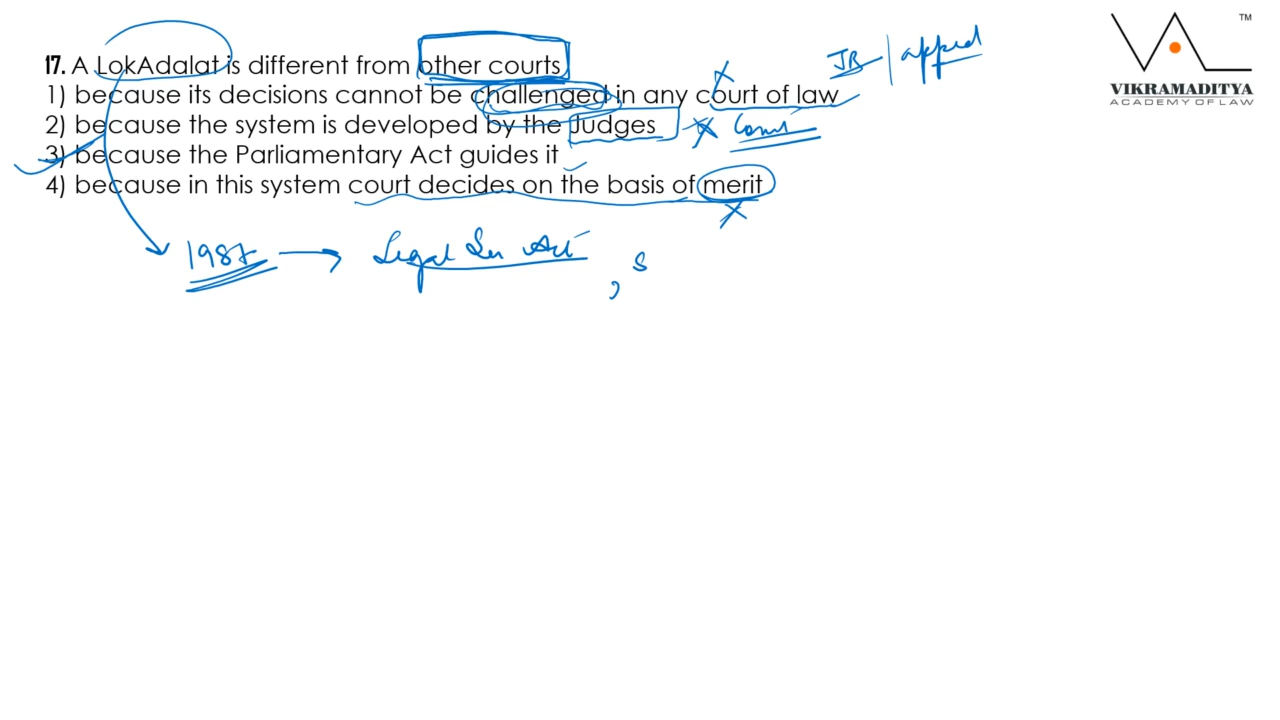 TM
VIKRAMADITYA
ACADEMY OF LAW
17. A LokAdalat is different from other courts
1) because its decisions cannot be challenged in any court of law
2) because the system is developed by the Judges
3) because the Parliamentary Act guides it
4) because in this system court decides on the basis of merit
1987 → Legal Ser Act , s